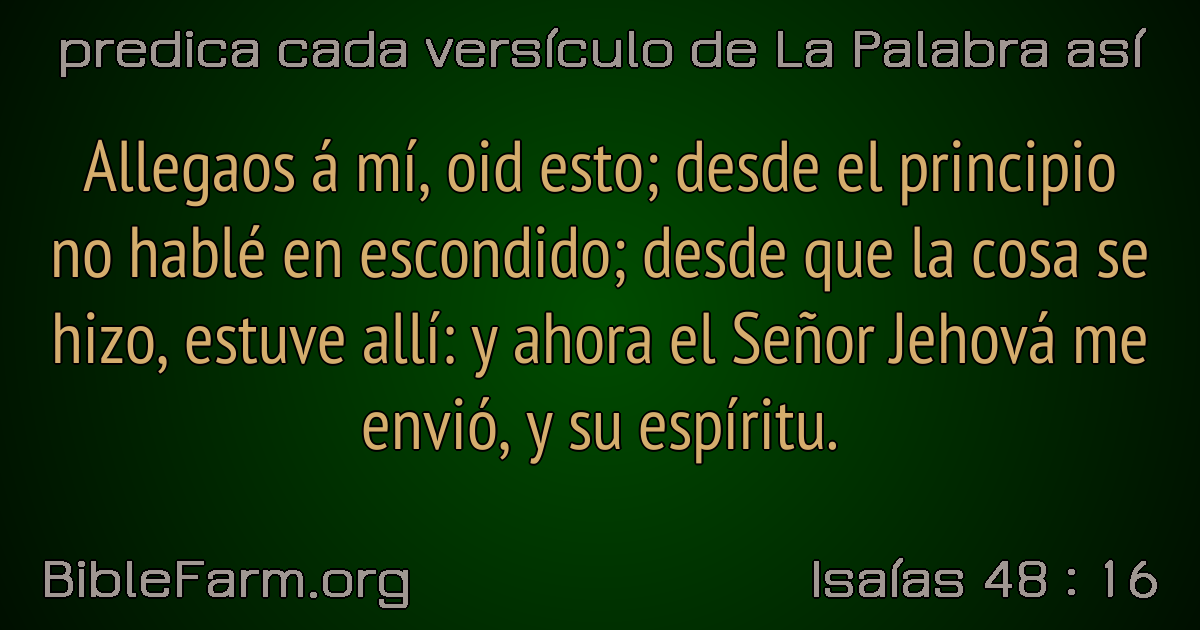 predica cada versículo de La Palabra así
Allegaos á mí, oid esto; desde el principio
no hablé en escondido; desde que la cosa se
hizo, estuve allí: y ahora el Señor Jehová me
envió, y su espíritu.
BibleFarm.org
Isaías 48 : 16